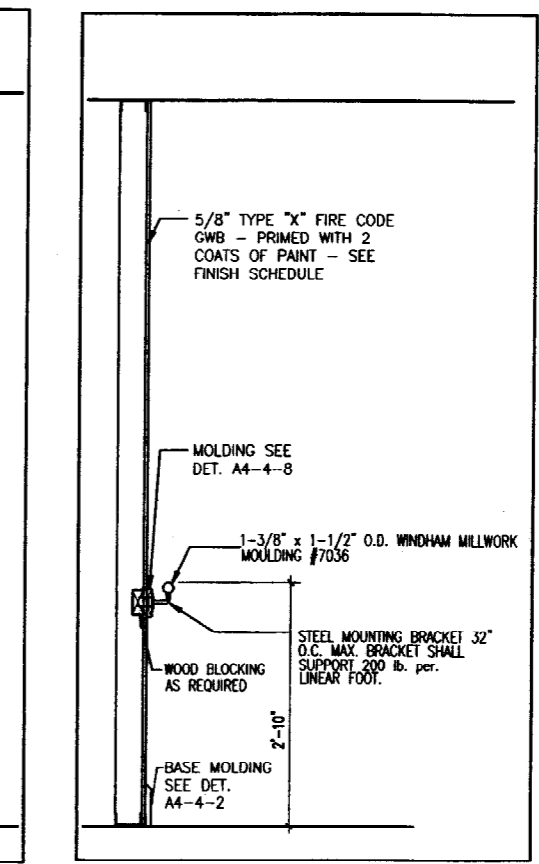 5/8" TYPE "X" FIRE CODE
GWB - PRIMED WITH 2
COATS OF PAINT - SEE
FINISH SCHEDULE
MOLDING SEE
DET. A4-4-8
1-3/8" x 1-1/2" O.D. WINDHAM MILLWORK
MOULDING #7036
STEEL MOUNTING BRACKET 32"
O.C. MAX. BRACKET SHALL
SUPPORT 200 lb. per.
LINEAR FOOT.
WOOD BLOCKING
AS REQUIRED
2'-10"
BASE MOLDING
SEE DET.
A4-4-2